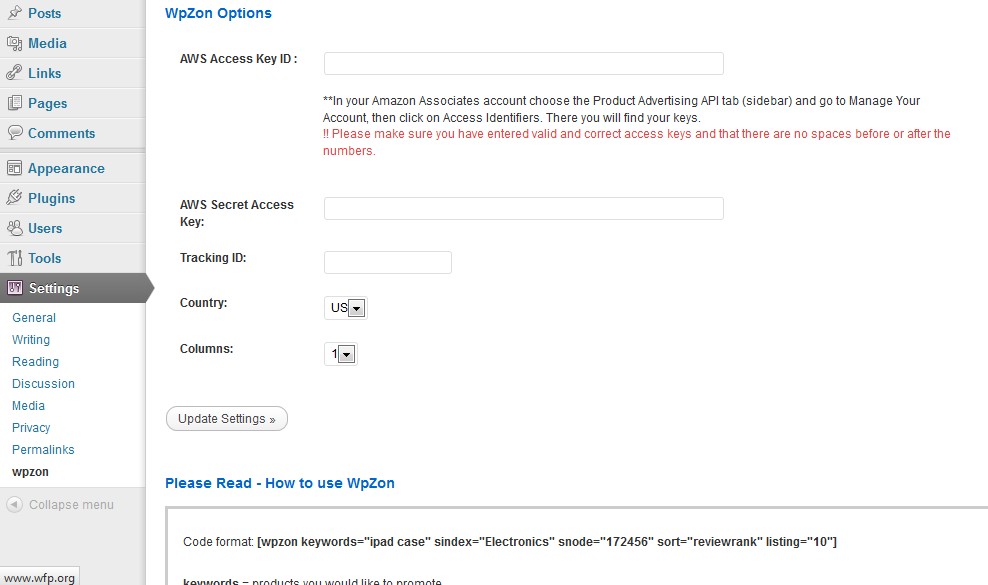 Posts
Media
Links
Pages
Comments
Appearance
Plugins
Users
Tools
Settings
General
Writing
Reading
Discussion
Media
Privacy
Permalinks
wpzon
Collapse menu
www.wfp.org
WpZon Options
AWS Access Key ID :
**In your Amazon Associates account choose the Product Advertising API tab (sidebar) and go to Manage Your
Account, then click on Access Identifiers. There you will find your keys.
!! Please make sure you have entered valid and correct access keys and that there are no spaces before or after the
numbers.
AWS Secret Access
Key:
Tracking ID:
Country:
US
Columns:
1
Update Settings »
Please Read - How to use WpZon
Code format: [wpzon keywords="ipad case" sindex="Electronics" snode="172456" sort="reviewrank" listing="10"]
keywords = products you would like to promote